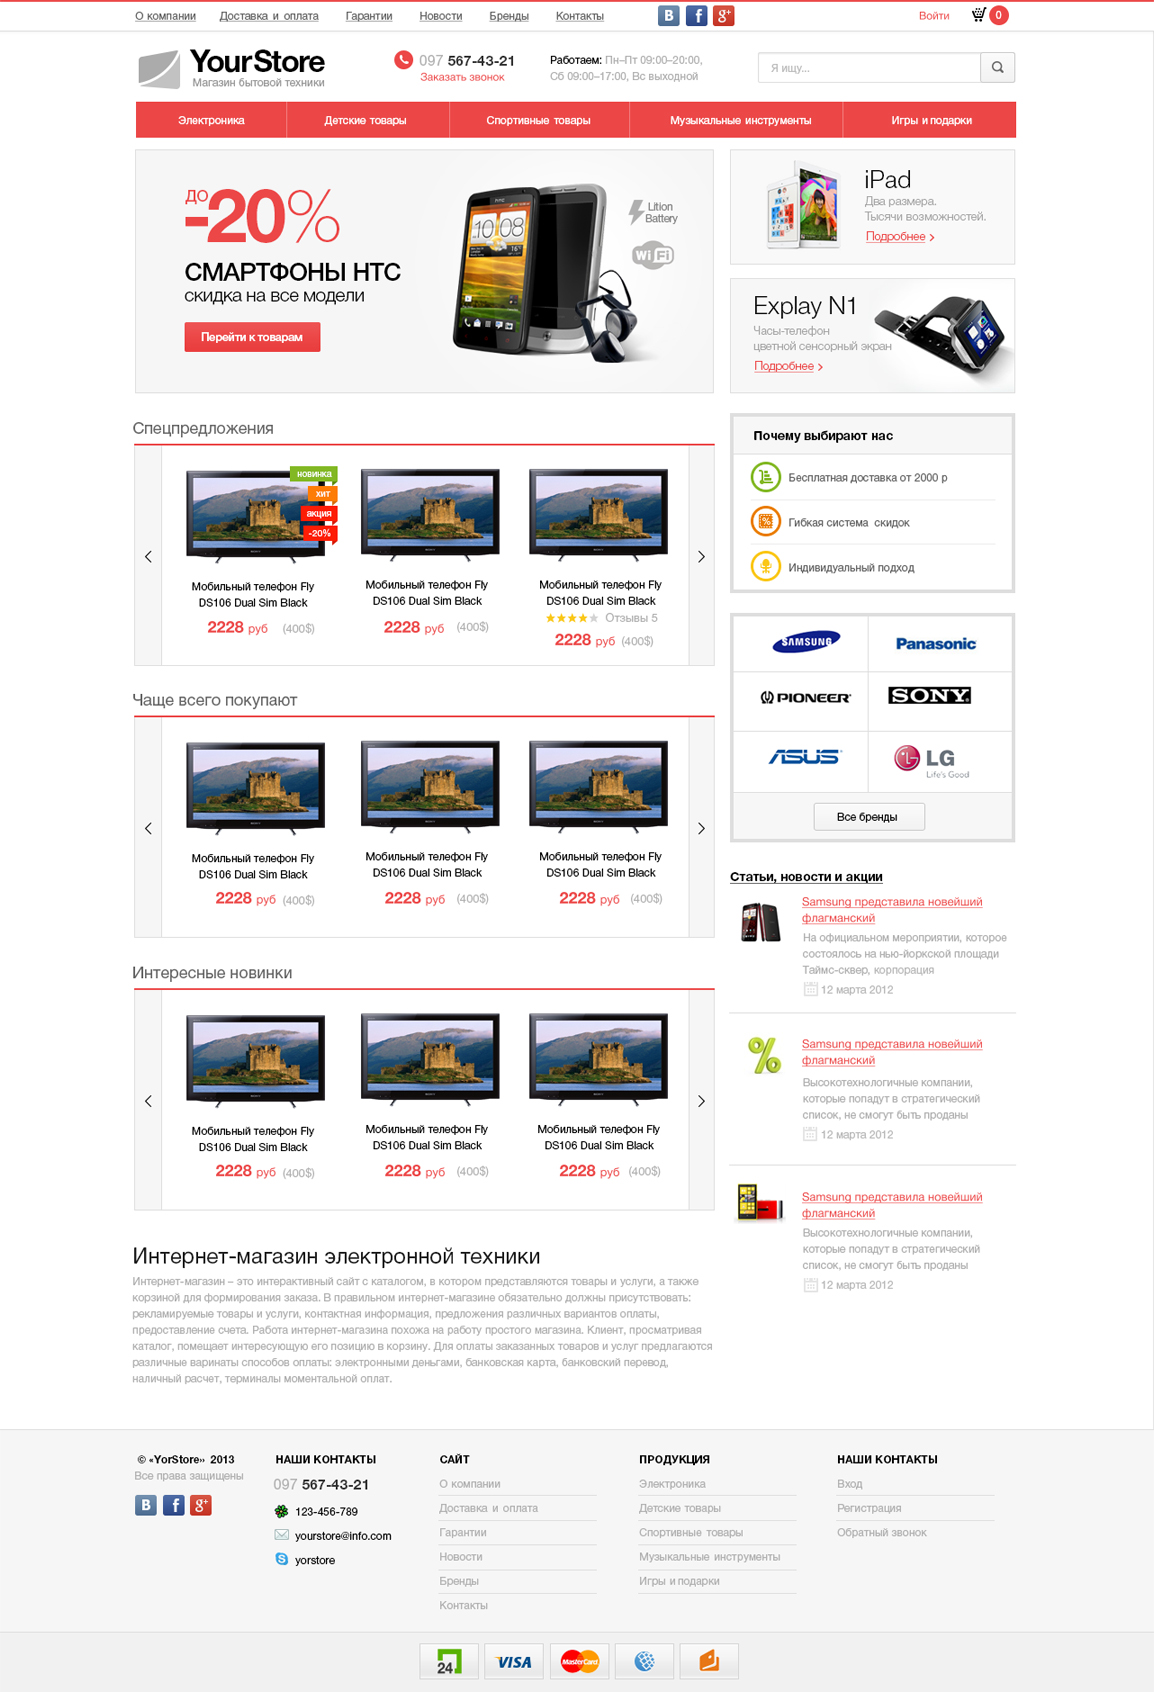 О компании Доставка и оплата Гарантии Новости Бренды Контакты Войти 0
YourStore
Магазин бытовой техники
097 567-43-21
Заказать звонок
Работаем: Пн–Пт 09:00–20:00,
Сб 09:00–17:00, Вс выходной
Я ищу...
Электроника Детские товары Спортивные товары Музыкальные инструменты Игры и подарки
ДО
-20%
СМАРТФОНЫ HTC
скидка на все модели
Перейти к товарам
Lition
Battery
Wi Fi
iPad
Два размера.
Тысячи возможностей.
Подробнее
Explay N1
Часы-телефон
цветной сенсорный экран
Подробнее
Спецпредложения
новинка
хит
акция
-20%
Мобильный телефон Fly
DS106 Dual Sim Black
2228 руб (400$)
Мобильный телефон Fly
DS106 Dual Sim Black
2228 руб (400$)
Мобильный телефон Fly
DS106 Dual Sim Black
Отзывы 5
2228 руб (400$)
Почему выбирают нас
Бесплатная доставка от 2000 р
Гибкая система скидок
Индивидуальный подход
SAMSUNG
Panasonic
PIONEER
SONY
ASUS
LG
Life's Good
Все бренды
Чаще всего покупают
Мобильный телефон Fly
DS106 Dual Sim Black
2228 руб (400$)
Мобильный телефон Fly
DS106 Dual Sim Black
2228 руб (400$)
Мобильный телефон Fly
DS106 Dual Sim Black
2228 руб (400$)
Статьи, новости и акции
Samsung представила новейший
флагманский
На официальном мероприятии, которое
состоялось на нью-йоркской площади
Таймс-сквер, корпорация
12 марта 2012
Samsung представила новейший
флагманский
Высокотехнологичные компании,
которые попадут в стратегический
список, не смогут быть проданы
12 марта 2012
Samsung представила новейший
флагманский
Высокотехнологичные компании,
которые попадут в стратегический
список, не смогут быть проданы
12 марта 2012
Интересные новинки
Мобильный телефон Fly
DS106 Dual Sim Black
2228 руб (400$)
Мобильный телефон Fly
DS106 Dual Sim Black
2228 руб (400$)
Мобильный телефон Fly
DS106 Dual Sim Black
2228 руб (400$)
Интернет-магазин электронной техники
Интернет-магазин – это интерактивный сайт с каталогом, в котором представляются товары и услуги, а также
корзиной для формирования заказа. В правильном интернет-магазине обязательно должны присутствовать:
рекламируемые товары и услуги, контактная информация, предложения различных вариантов оплаты,
предоставление счета. Работа интернет-магазина похожа на работу простого магазина. Клиент, просматривая
каталог, помещает интересующую его позицию в корзину. Для оплаты заказанных товаров и услуг предлагаются
различные варинаты способов оплаты: электронными деньгами, банковская карта, банковский перевод,
наличный расчет, терминалы моментальной оплат.
© «YorStore» 2013
Все права защищены
НАШИ КОНТАКТЫ
097 567-43-21
123-456-789
yourstore@info.com
yorstore
САЙТ
О компании
Доставка и оплата
Гарантии
Новости
Бренды
Контакты
ПРОДУКЦИЯ
Электроника
Детские товары
Спортивные товары
Музыкальные инструменты
Игры и подарки
НАШИ КОНТАКТЫ
Вход
Регистрация
Обратный звонок
24 VISA MasterCard